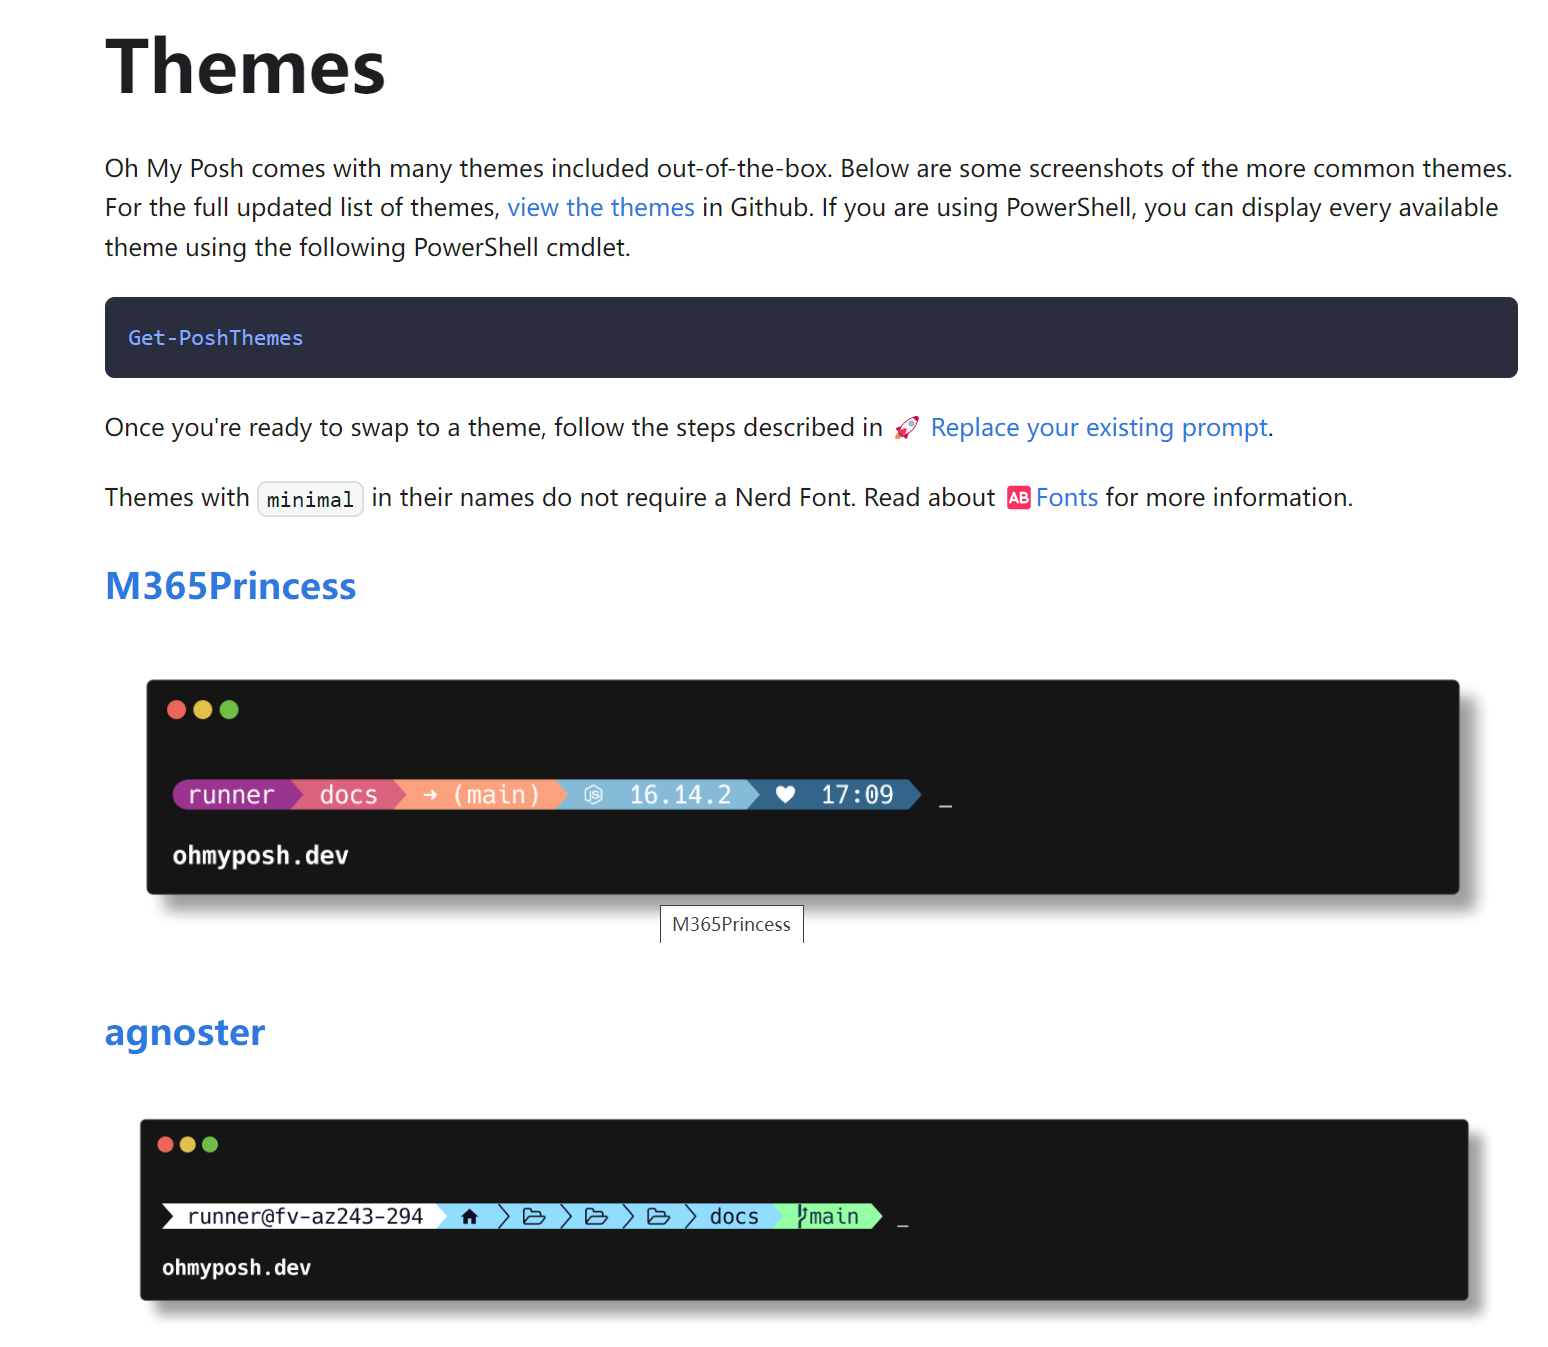 Themes
Oh My Posh comes with many themes included out-of-the-box. Below are some screenshots of the more common themes.
For the full updated list of themes, view the themes in Github. If you are using PowerShell, you can display every available
theme using the following PowerShell cmdlet.
Get-PoshThemes
Once you're ready to swap to a theme, follow the steps described in 🚀 Replace your existing prompt.
Themes with minimal in their names do not require a Nerd Font. Read about 🆎 Fonts for more information.
M365Princess
runner docs → (main) JS 16.14.2 ♥ 17:09 _
ohmyposh.dev
M365Princess
agnoster
runner@fv-az243-294 docs main _
ohmyposh.dev